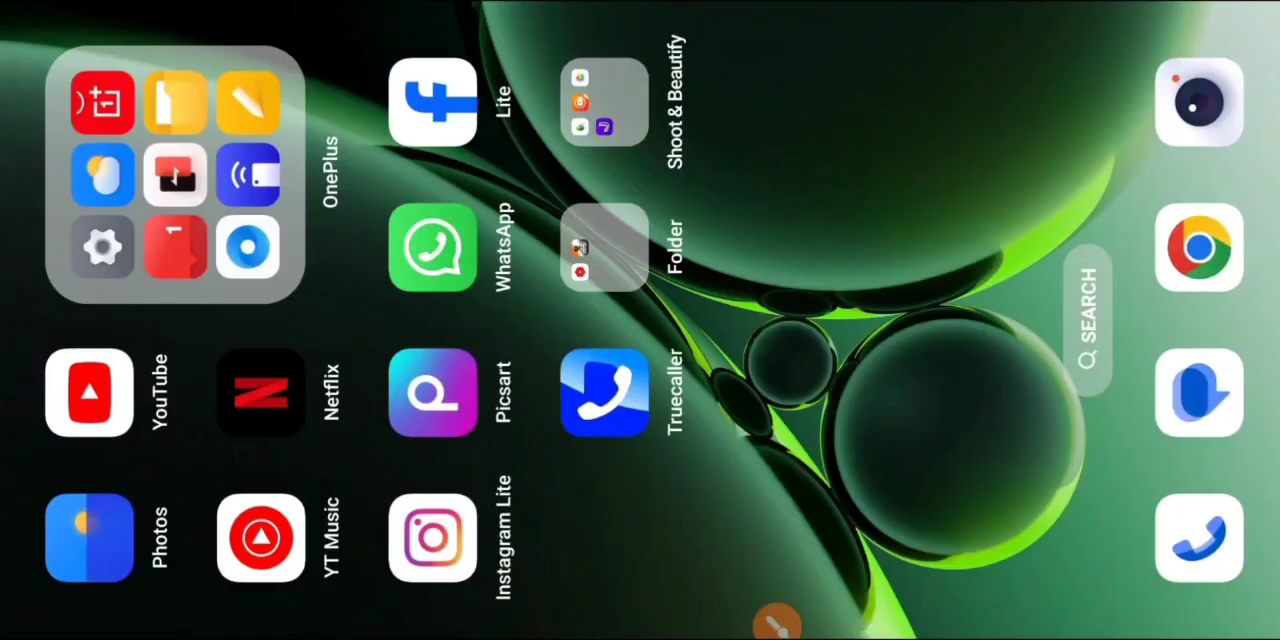 Photos
YouTube
YT Music
Netflix
OnePlus
Instagram Lite
Picsart
WhatsApp
Lite
Truecaller
Folder
Shoot & Beautify
SEARCH